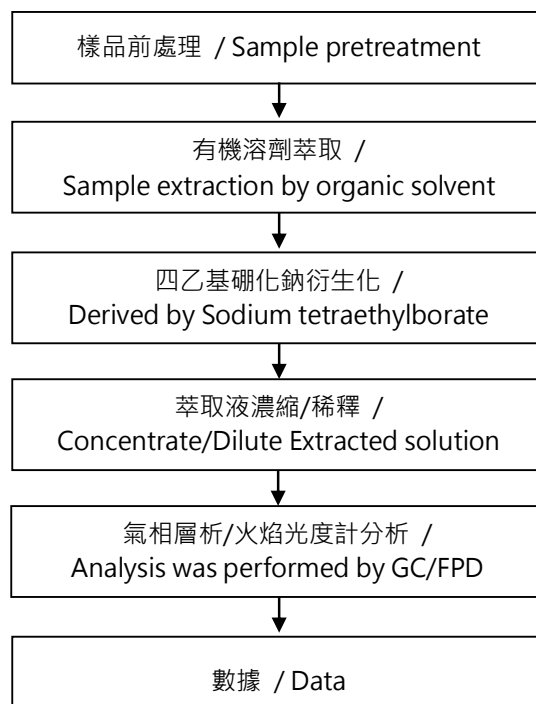 樣品前處理 / Sample pretreatment
有機溶劑萃取 /
Sample extraction by organic solvent
四乙基硼化鈉衍生化 /
Derived by Sodium tetraethylborate
萃取液濃縮/稀釋 /
Concentrate/Dilute Extracted solution
氣相層析/火焰光度計分析 /
Analysis was performed by GC/FPD
數據 / Data